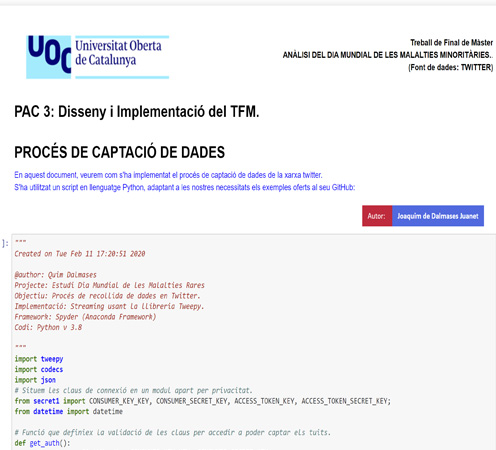 UOC Universitat Oberta
de Catalunya
Treball de Final de Màster
ANÀLISI DEL DIA MUNDIAL DE LES MALALTIES MINORITÀRIES.
(Font de dades: TWITTER)
PAC 3: Disseny i Implementació del TFM.
PROCÉS DE CAPTACIÓ DE DADES
En aquest document, veurem com s'ha implementat el procés de captació de dades de la xarxa twitter.
S'ha utilitzat un script en llenguatge Python, adaptant a les nostres necessitats els exemples oferts al seu GitHub:
Autor: Joaquim de Dalmases Juanet
]: """
Created on Tue Feb 11 17:20:51 2020
@author: Quim Dalmases
Projecte: Estudi Dia Mundial de les Malalties Rares
Objectiu: Procés de recollida de dades en Twitter.
Implementació: Streaming usant la llibreria Tweepy.
Framework: Spyder (Anaconda Framework)
Codi: Python v 3.8
"""
import tweepy
import codecs
import json
# Situem les claus de connexió en un modul apart per privacitat.
from secret1 import CONSUMER_KEY_KEY, CONSUMER_SECRET_KEY, ACCESS_TOKEN_KEY, ACCESS_TOKEN_SECRET_KEY;
from datetime import datetime
# Funció que definiex la validació de les claus per accedir a poder captar els tuits.
def get_auth():